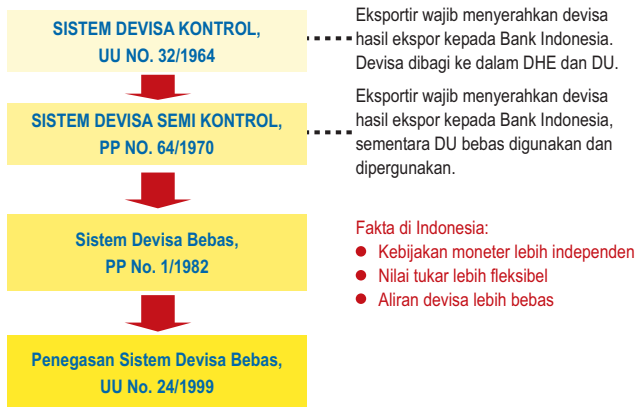 SISTEM DEVISA KONTROL,
UU NO. 32/1964
Eksportir wajib menyerahkan devisa
hasil ekspor kepada Bank Indonesia.
Devisa dibagi ke dalam DHE dan DU.
SISTEM DEVISA SEMI KONTROL,
PP NO. 64/1970
Eksportir wajib menyerahkan devisa
hasil ekspor kepada Bank Indonesia,
sementara DU bebas digunakan dan
dipergunakan.
Sistem Devisa Bebas,
PP No. 1/1982
Fakta di Indonesia:
● Kebijakan moneter lebih independen
● Nilai tukar lebih fleksibel
● Aliran devisa lebih bebas
Penegasan Sistem Devisa Bebas,
UU No. 24/1999